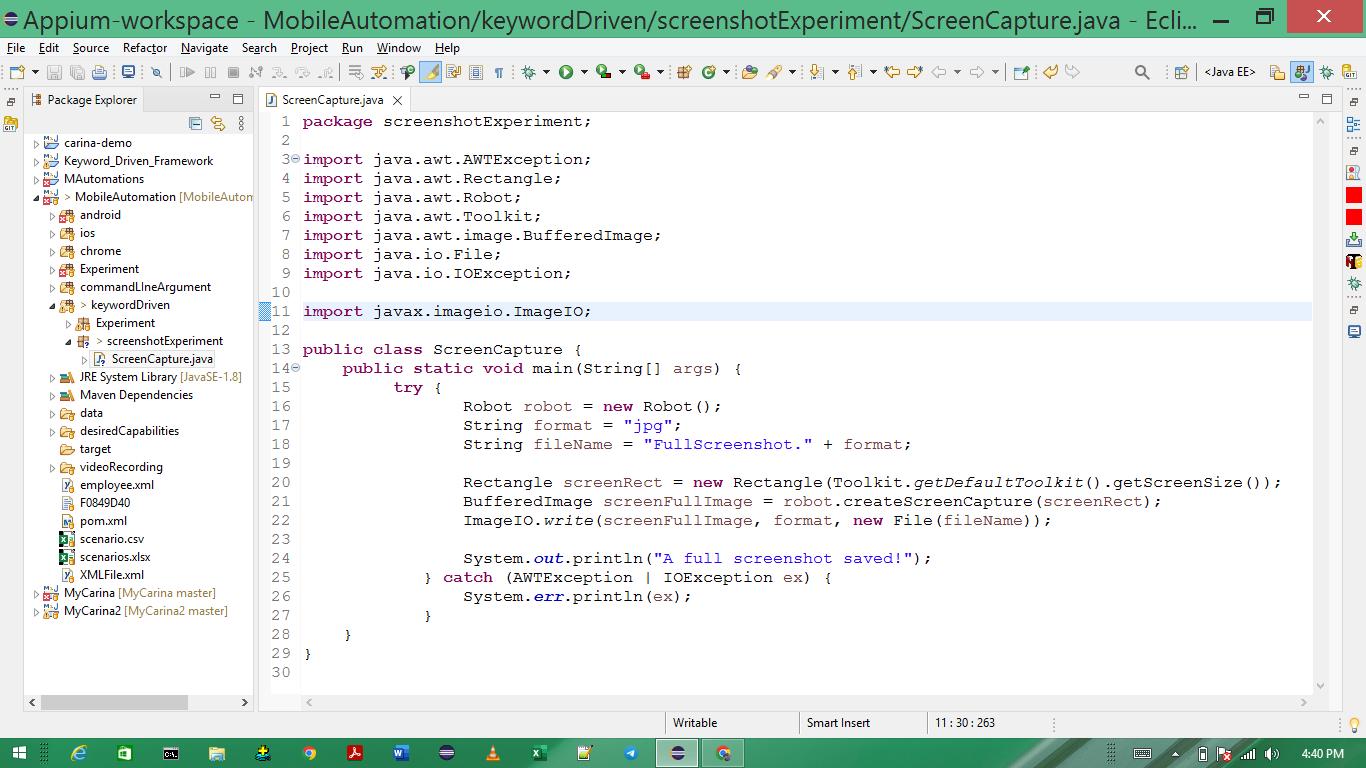 Appium-workspace - MobileAutomation/keywordDriven/screenshotExperiment/ScreenCapture.java - Ecli...
File Edit Source Refactor Navigate Search Project Run Window Help
<Java EE>
Package Explorer
carina-demo
Keyword_Driven_Framework
MAutomations
> MobileAutomation [MobileAutom
android
ios
chrome
Experiment
commandLIneArgument
> keywordDriven
Experiment
> screenshotExperiment
ScreenCapture.java
JRE System Library [JavaSE-1.8]
Maven Dependencies
data
desiredCapabilities
target
videoRecording
employee.xml
F0849D40
pom.xml
scenario.csv
scenarios.xlsx
XMLFile.xml
MyCarina [MyCarina master]
MyCarina2 [MyCarina2 master]
ScreenCapture.java
1 package screenshotExperiment;
2
3 import java.awt.AWTException;
4 import java.awt.Rectangle;
5 import java.awt.Robot;
6 import java.awt.Toolkit;
7 import java.awt.image.BufferedImage;
8 import java.io.File;
9 import java.io.IOException;
10
11 import javax.imageio.ImageIO;
12
13 public class ScreenCapture {
14     public static void main(String[] args) {
15         try {
16                Robot robot = new Robot();
17                String format = "jpg";
18                String fileName = "FullScreenshot." + format;
19
20                Rectangle screenRect = new Rectangle(Toolkit.getDefaultToolkit().getScreenSize());
21                BufferedImage screenFullImage = robot.createScreenCapture(screenRect);
22                ImageIO.write(screenFullImage, format, new File(fileName));
23
24                System.out.println("A full screenshot saved!");
25            } catch (AWTException | IOException ex) {
26                System.err.println(ex);
27            }
28    }
29 }
30
Writable Smart Insert 11 : 30 : 263
4:40 PM